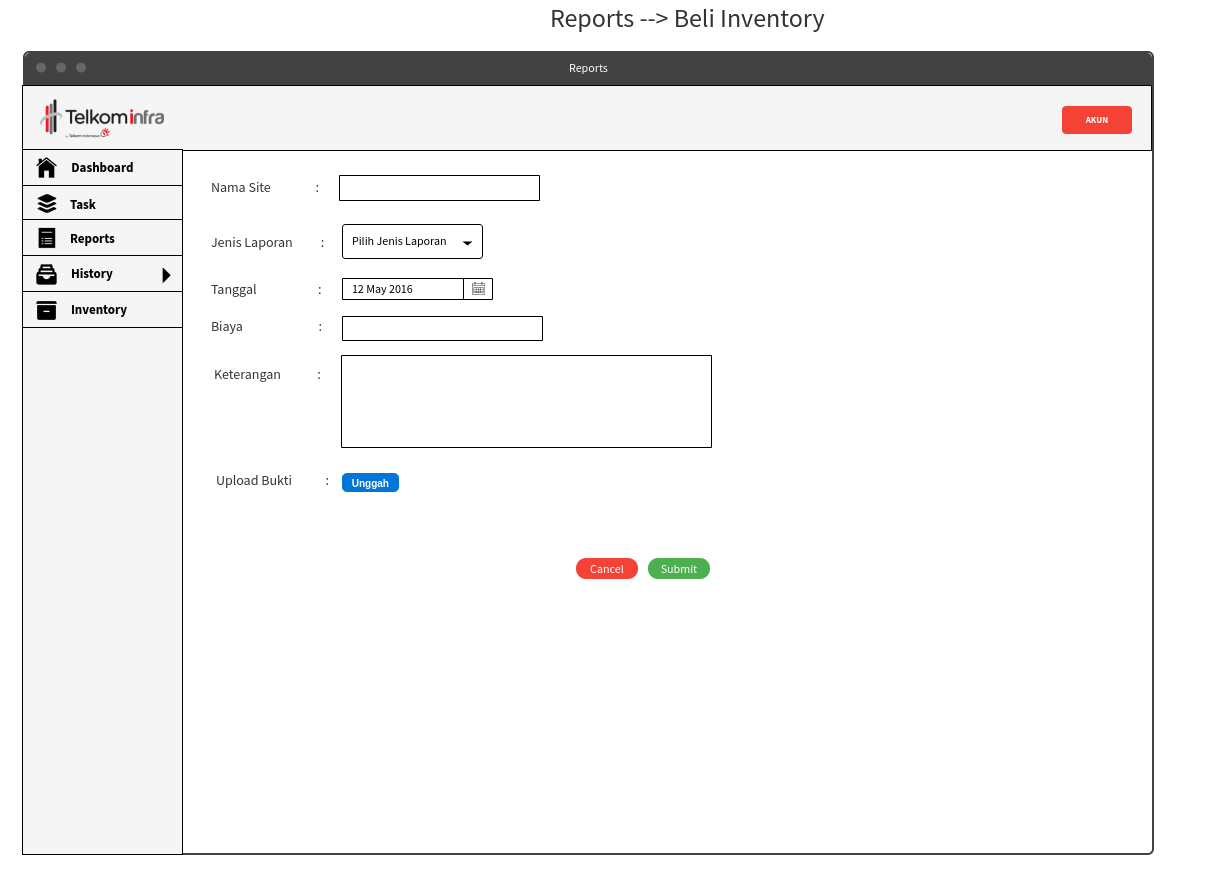 Reports --> Beli Inventory
Reports
Telkominfra
by Telkom Indonesia
AKUN
Dashboard
Task
Reports
History
Inventory
Nama Site :
Jenis Laporan : Pilih Jenis Laporan
Tanggal : 12 May 2016
Biaya :
Keterangan :
Upload Bukti : Unggah
Cancel Submit